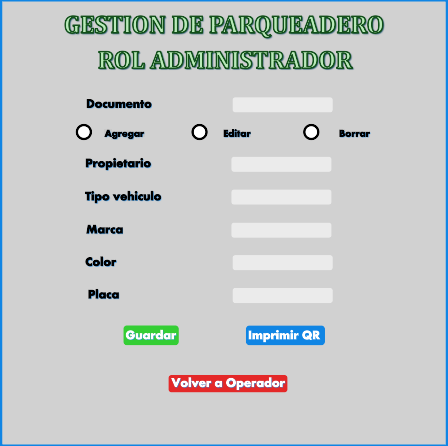 GESTION DE PARQUEADERO
ROL ADMINISTRADOR
Documento
Agregar Editar Borrar
Propietario
Tipo vehiculo
Marca
Color
Placa
Guardar Imprimir QR
Volver a Operador